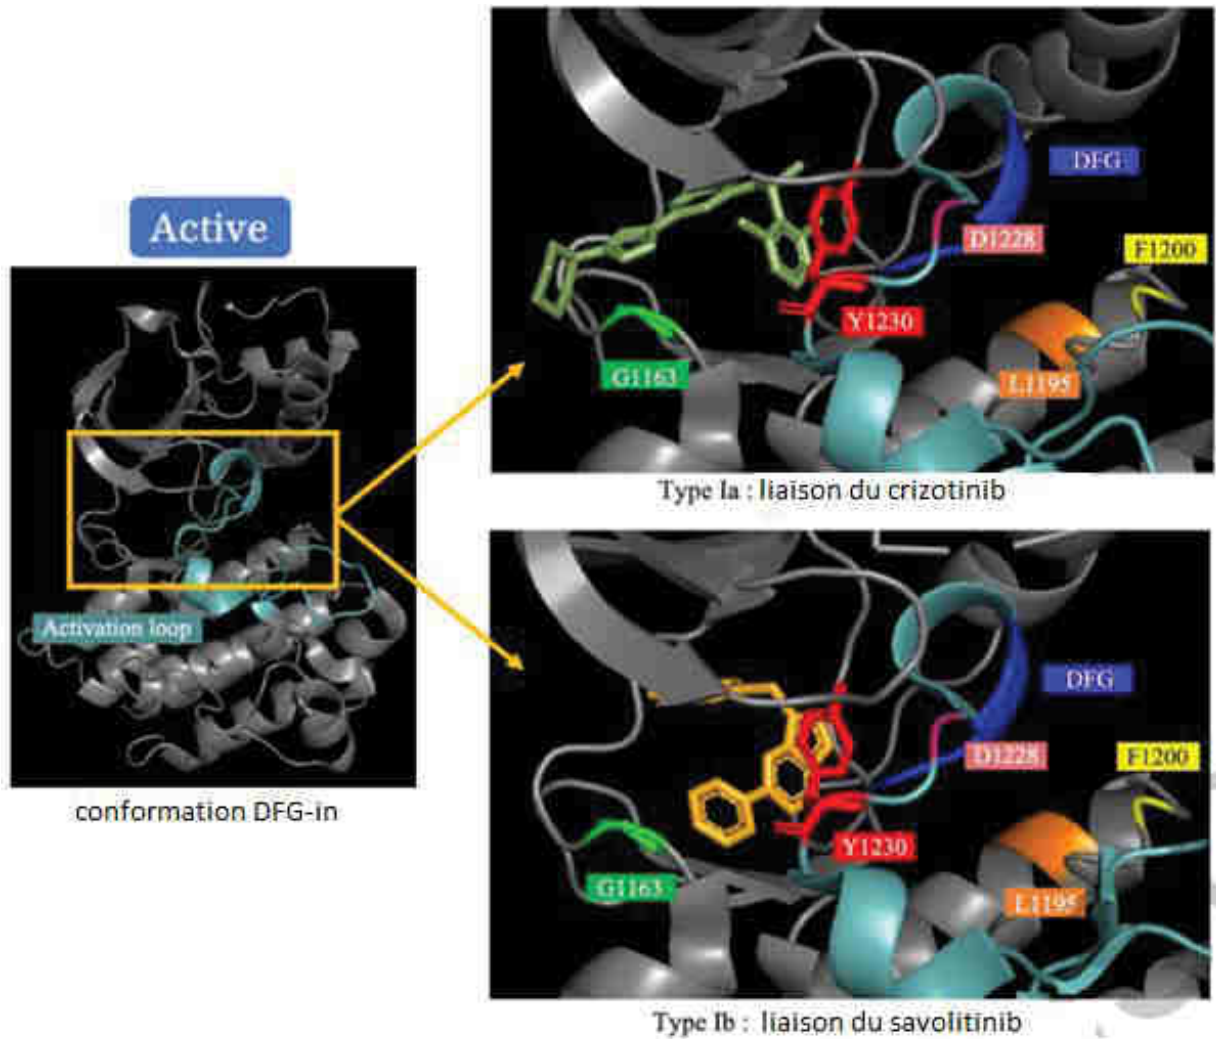 Active
Activation loop
conformation DFG-in
DFG
D1228
F1200
Y1230
G1163
L1195
Type Ia : liaison du crizotinib
DFG
D1228
F1200
Y1230
G1163
L1195
Type Ib : liaison du savolitinib